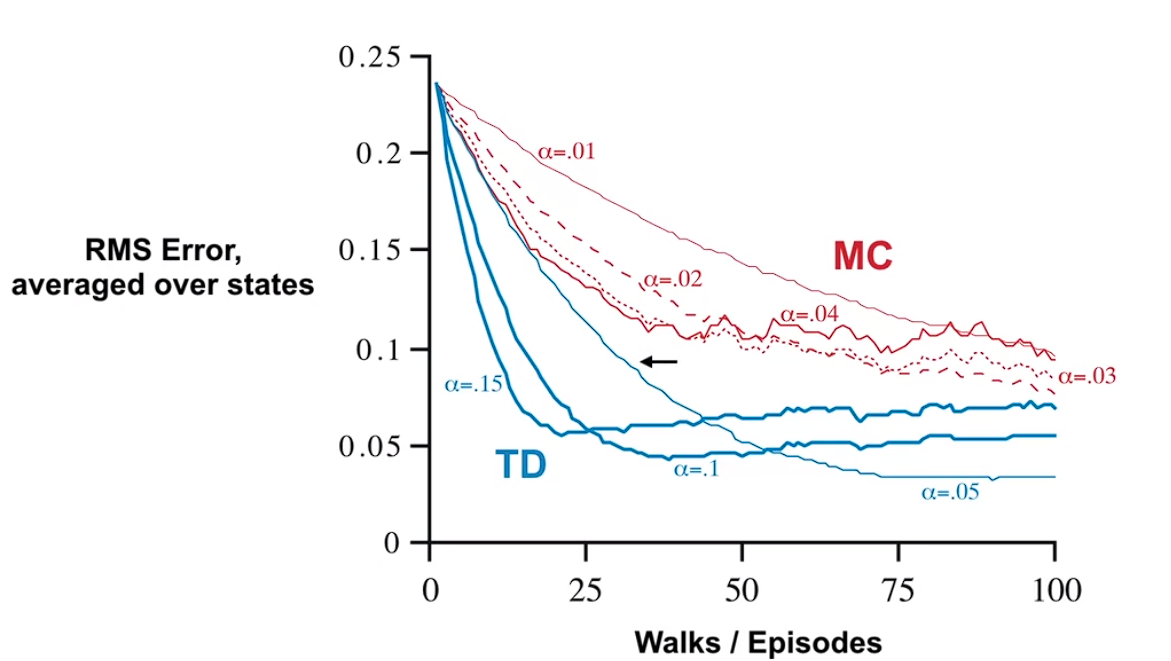 0.25
0.2
0.15
0.1
0.05
0
RMS Error,
averaged over states
α=.01
MC
α=.02
α=.04
α=.03
α=.15
TD
α=.1
α=.05
0
25
50
75
100
Walks / Episodes